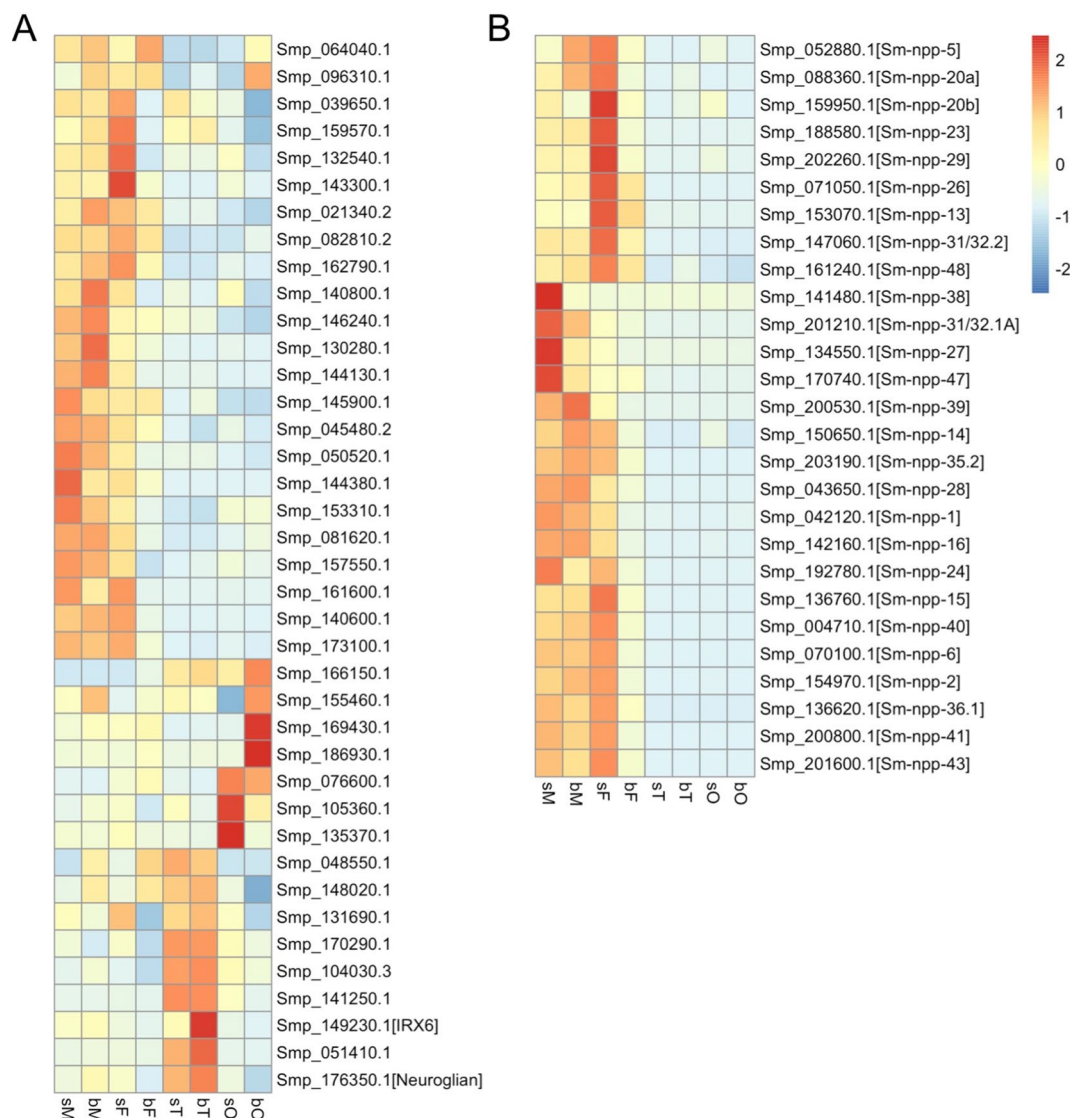 A
Smp_064040.1
Smp_096310.1
Smp_039650.1
Smp_159570.1
Smp_132540.1
Smp_143300.1
Smp_021340.2
Smp_082810.2
Smp_162790.1
Smp_140800.1
Smp_146240.1
Smp_130280.1
Smp_144130.1
Smp_145900.1
Smp_045480.2
Smp_050520.1
Smp_144380.1
Smp_153310.1
Smp_081620.1
Smp_157550.1
Smp_161600.1
Smp_140600.1
Smp_173100.1
Smp_166150.1
Smp_155460.1
Smp_169430.1
Smp_186930.1
Smp_076600.1
Smp_105360.1
Smp_135370.1
Smp_048550.1
Smp_148020.1
Smp_131690.1
Smp_170290.1
Smp_104030.3
Smp_141250.1
Smp_149230.1[IRX6]
Smp_051410.1
Smp_176350.1[Neuroglian]
sM bM sF bF sT bT sO bO
B
Smp_052880.1[Sm-npp-5]
Smp_088360.1[Sm-npp-20a]
Smp_159950.1[Sm-npp-20b]
Smp_188580.1[Sm-npp-23]
Smp_202260.1[Sm-npp-29]
Smp_071050.1[Sm-npp-26]
Smp_153070.1[Sm-npp-13]
Smp_147060.1[Sm-npp-31/32.2]
Smp_161240.1[Sm-npp-48]
Smp_141480.1[Sm-npp-38]
Smp_201210.1[Sm-npp-31/32.1A]
Smp_134550.1[Sm-npp-27]
Smp_170740.1[Sm-npp-47]
Smp_200530.1[Sm-npp-39]
Smp_150650.1[Sm-npp-14]
Smp_203190.1[Sm-npp-35.2]
Smp_043650.1[Sm-npp-28]
Smp_042120.1[Sm-npp-1]
Smp_142160.1[Sm-npp-16]
Smp_192780.1[Sm-npp-24]
Smp_136760.1[Sm-npp-15]
Smp_004710.1[Sm-npp-40]
Smp_070100.1[Sm-npp-6]
Smp_154970.1[Sm-npp-2]
Smp_136620.1[Sm-npp-36.1]
Smp_200800.1[Sm-npp-41]
Smp_201600.1[Sm-npp-43]
sM bM sF bF sT bT sO bO
2
1
0
-1
-2